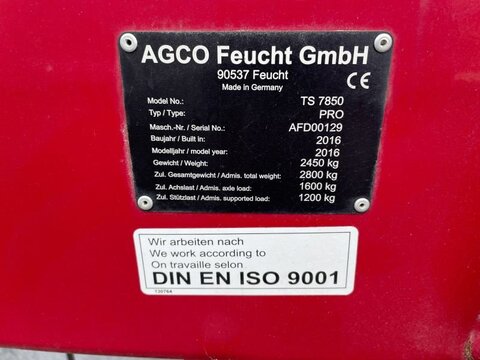 AGCO Feucht GmbH
90537 Feucht
Made in Germany
CE
Model No.: TS 7850
Typ / Type: PRO
Masch.-Nr. / Serial No.: AFD00129
Baujahr / Built in: 2016
Modelljahr / model year: 2016
Gewicht / Weight: 2450 kg
Zul. Gesamtgewicht / Admis. total weight: 2800 kg
Zul. Achslast / Admis. axle load: 1600 kg
Zul. Stützlast / Admis. supported load: 1200 kg
Wir arbeiten nach
We work according to
On travaille selon
DIN EN ISO 9001
730764